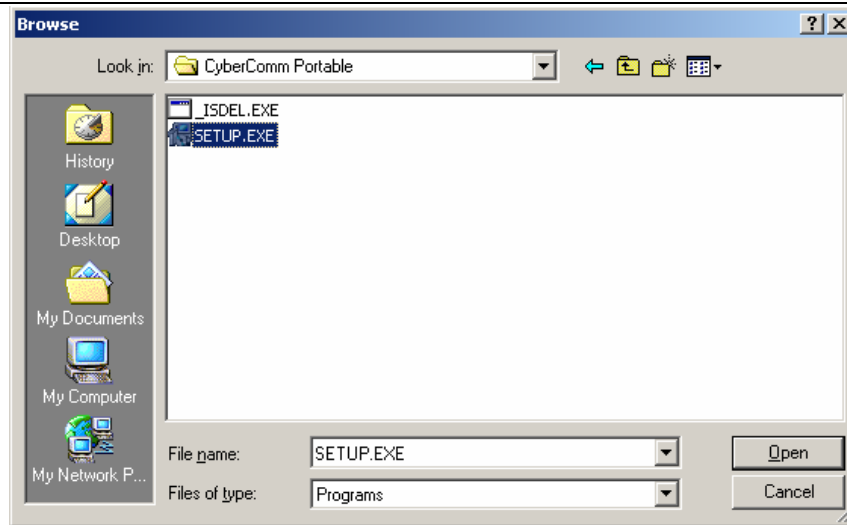 Browse
Look in: CyberComm Portable
History
Desktop
My Documents
My Computer
My Network P...
_ISDEL.EXE
SETUP.EXE
File name: SETUP.EXE Open
Files of type: Programs Cancel